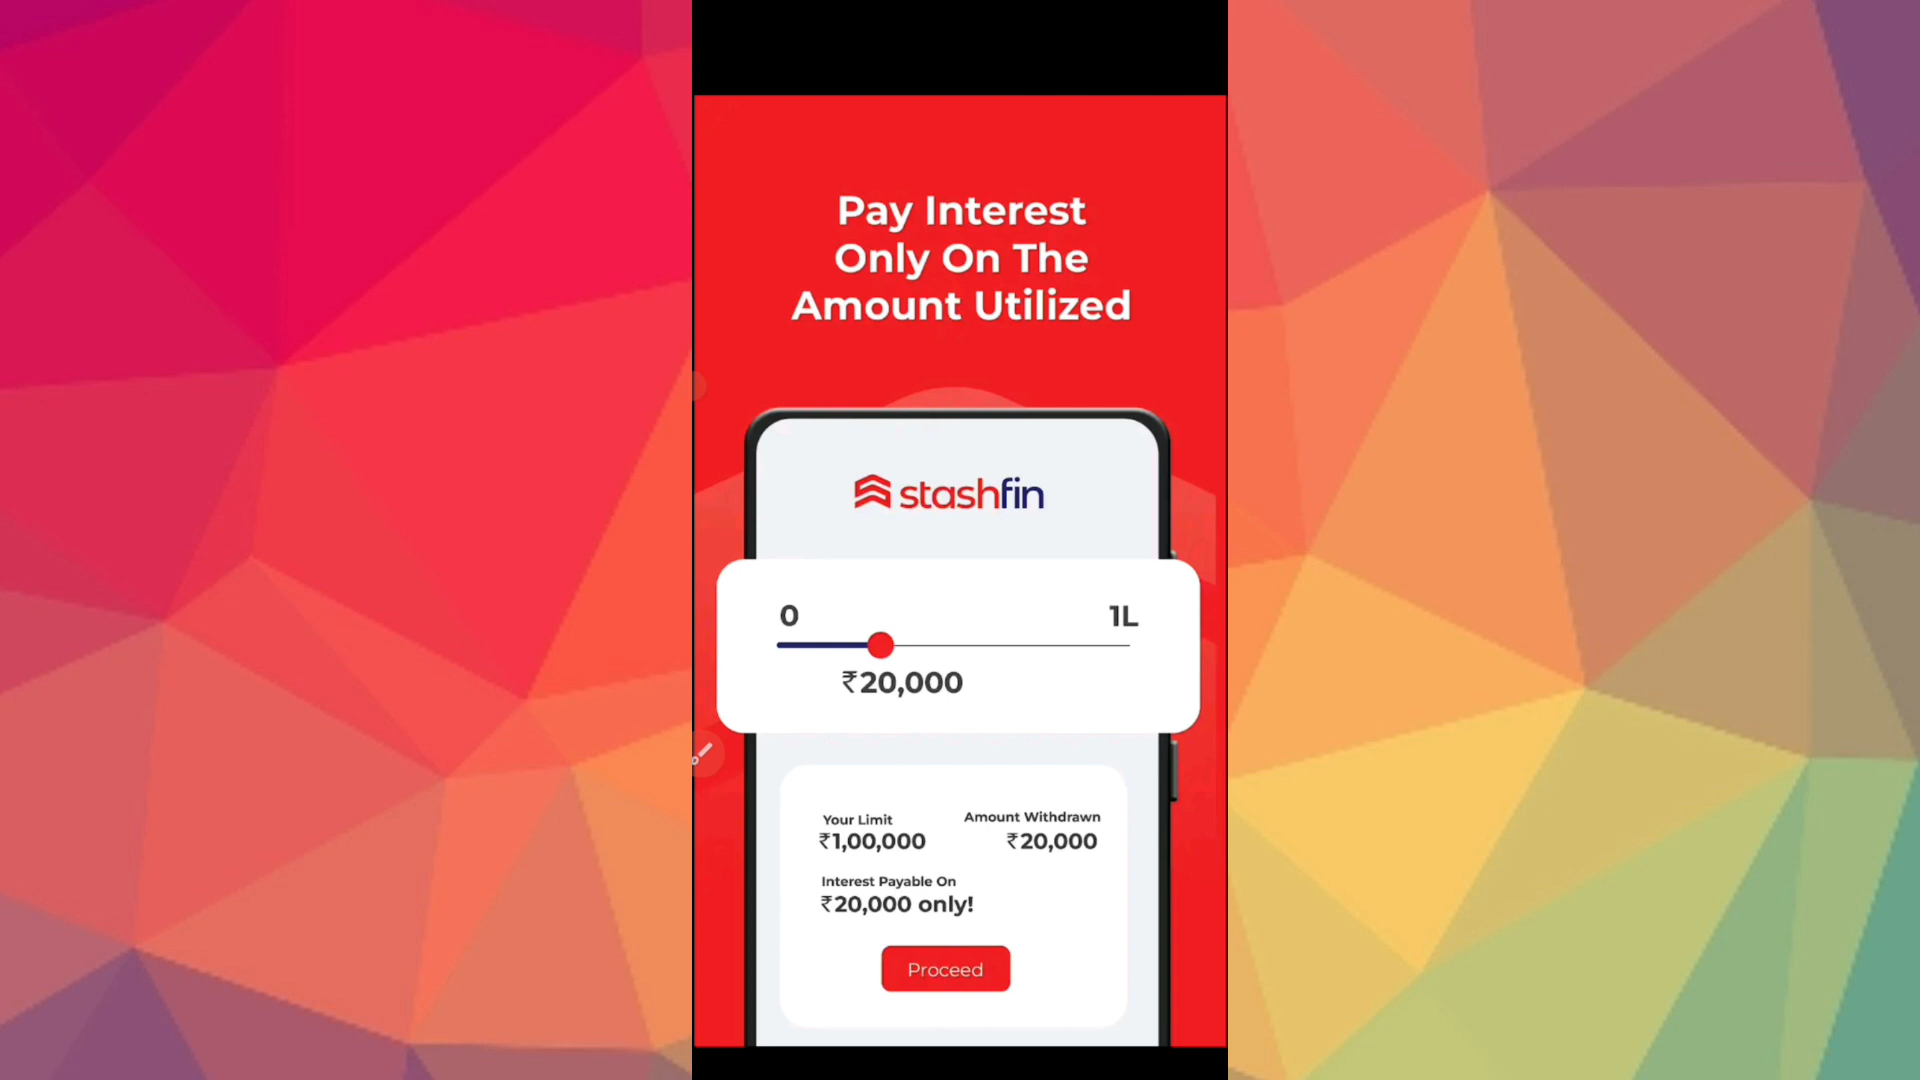 Pay Interest
Only On The
Amount Utilized
stashfin
0 1L
₹20,000
Your Limit Amount Withdrawn
₹1,00,000 ₹20,000
Interest Payable On
₹20,000 only!
Proceed